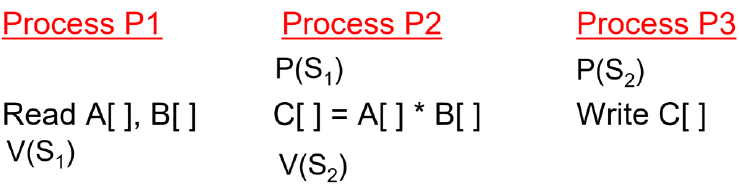 Process P1 Process P2 Process P3
P(S1) P(S2)
Read A[ ], B[ ] C[ ] = A[ ] * B[ ] Write C[ ]
V(S1)
V(S2)